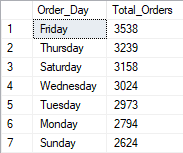 Order_Day Total_Orders
1 Friday 3538
2 Thursday 3239
3 Saturday 3158
4 Wednesday 3024
5 Tuesday 2973
6 Monday 2794
7 Sunday 2624